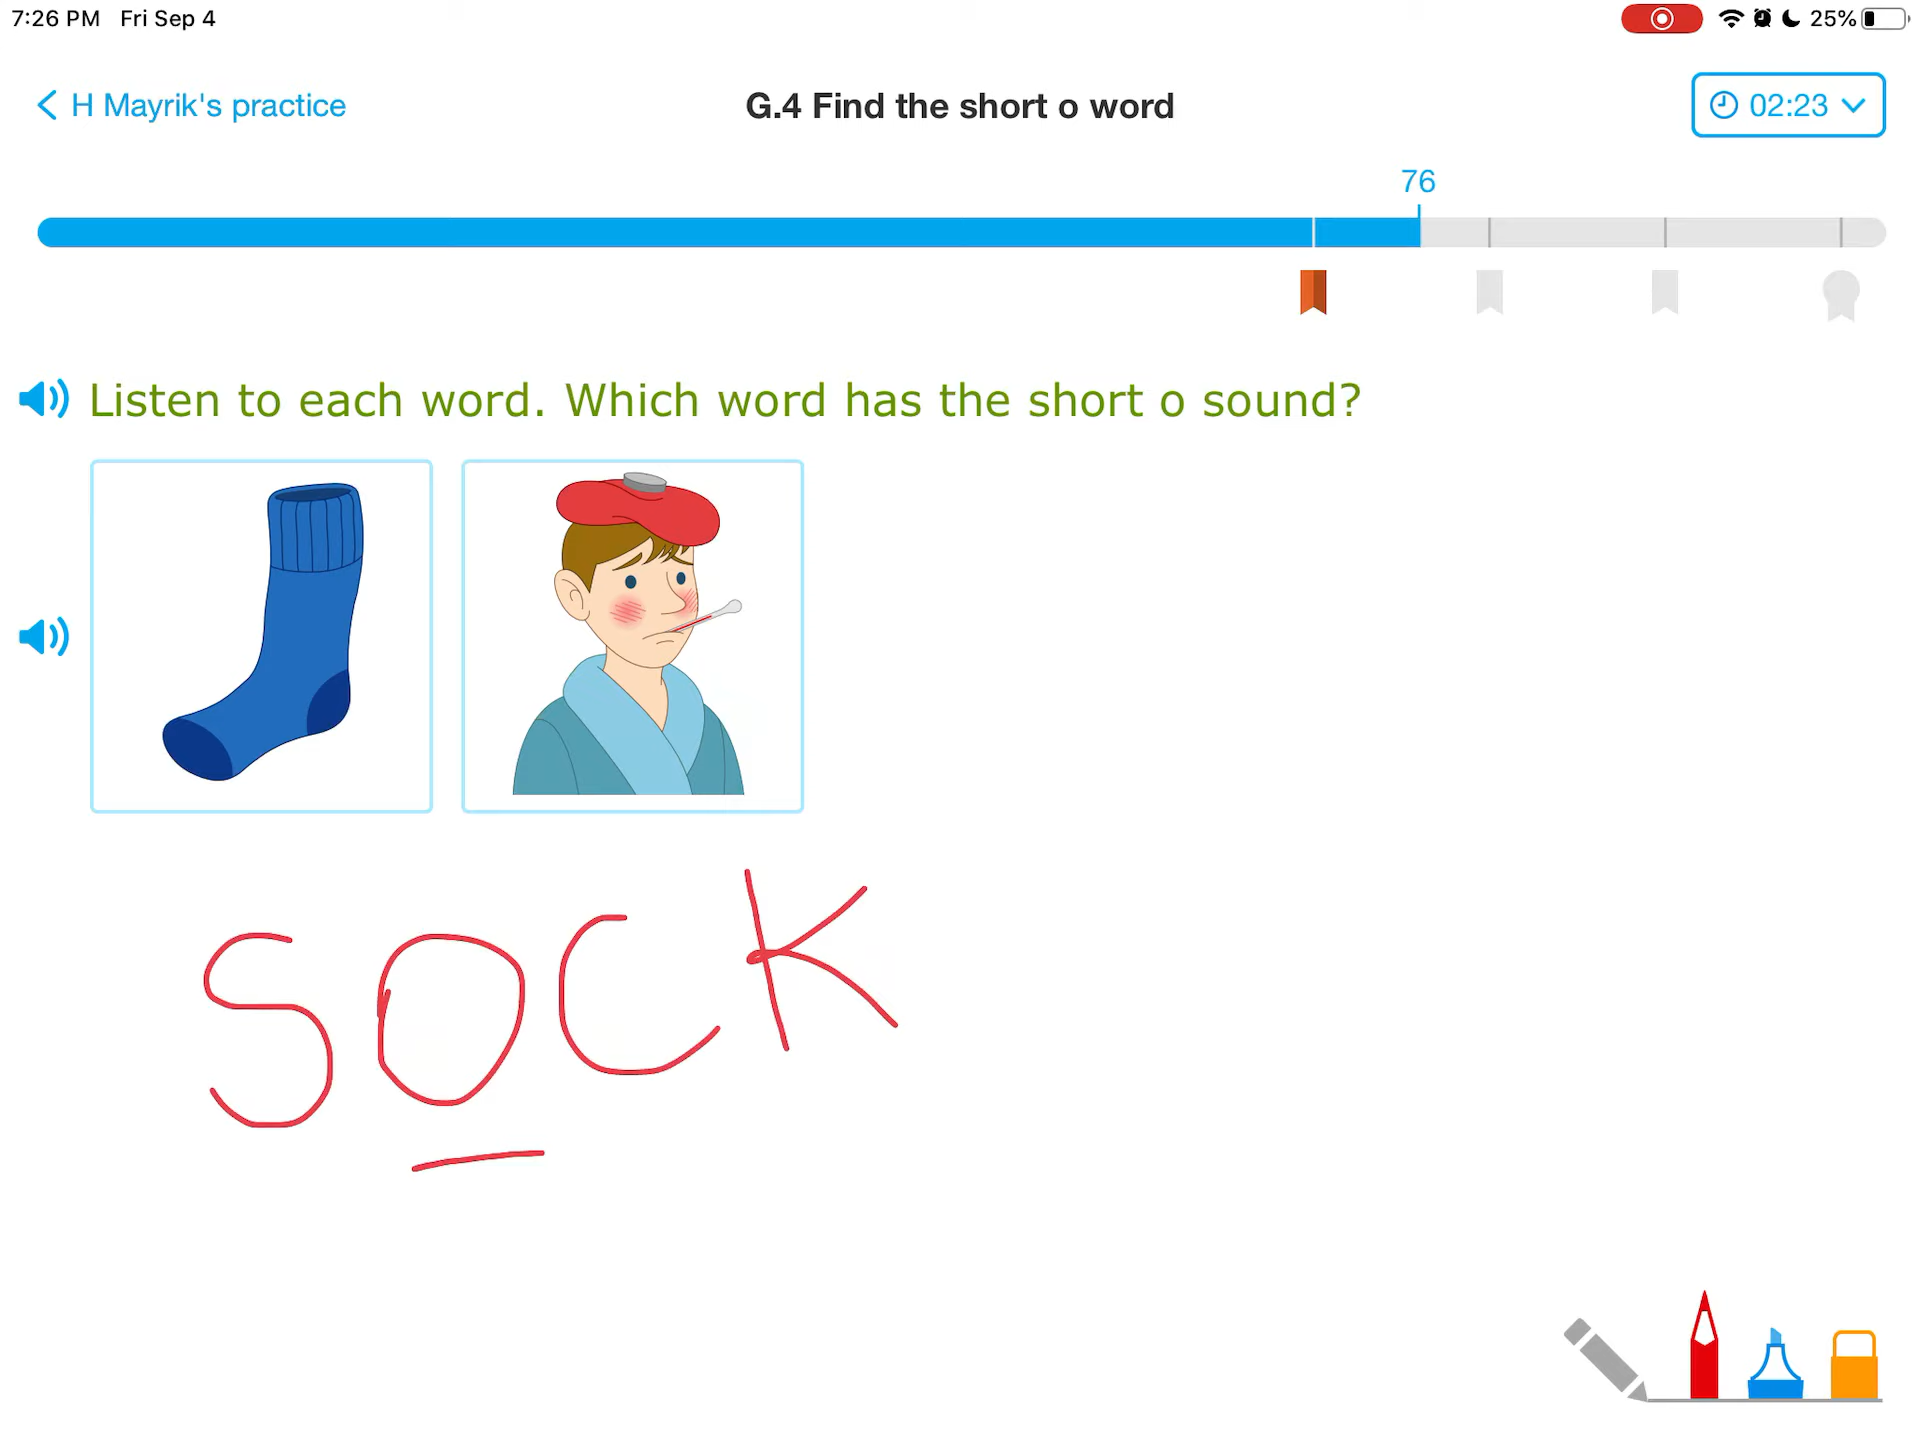 7:26 PM Fri Sep 4 25%
H Mayrik's practice G.4 Find the short o word 02:23
76
Listen to each word. Which word has the short o sound?
SOCK